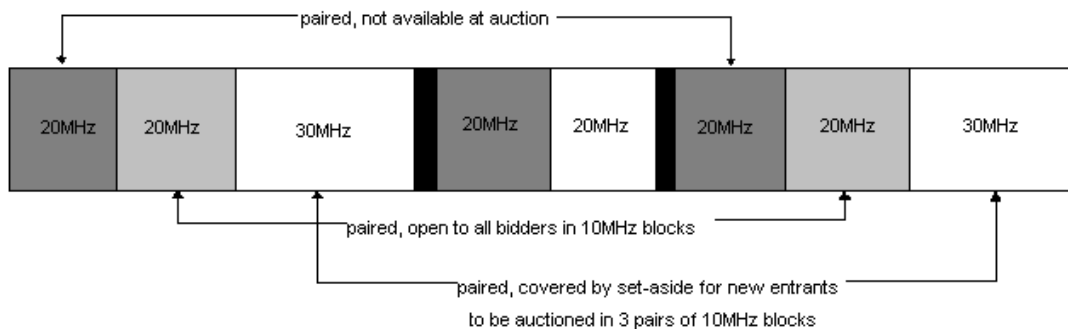 paired, not available at auction
20MHz 20MHz 30MHz 20MHz 20MHz 20MHz 20MHz 30MHz
paired, open to all bidders in 10MHz blocks
paired, covered by set-aside for new entrants
to be auctioned in 3 pairs of 10MHz blocks